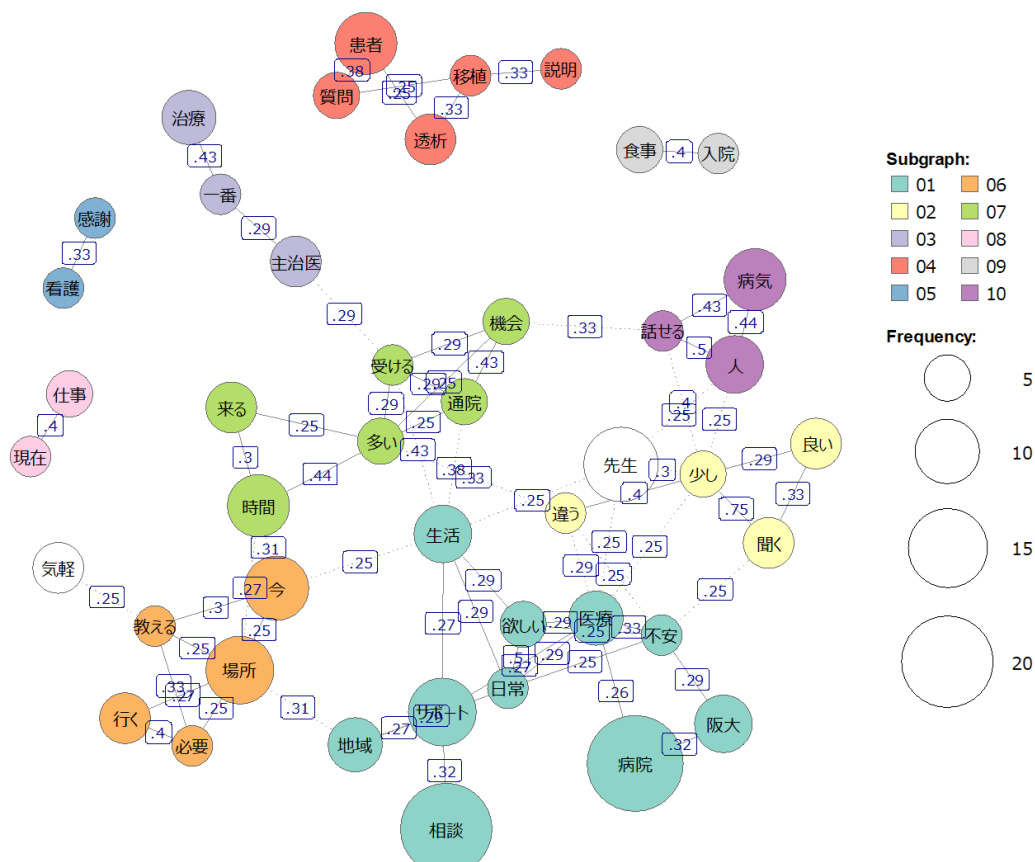 患者
.38
移植
.33
説明
.25
.25
質問
.33
治療
透析
食事
.4
入院
.43
一番
Subgraph:
01
06
02
07
03
08
04
09
05
10
感謝
.33
.29
主治医
看護
病気
.43
.29
機会
.33
話せる
.44
Frequency:
.29
.43
.5
人
受ける
5
.29
.25
仕事
.29
通院
.4
来る
.25
.25
.25
.4
多い
良い
現在
.3
.44
.43
先生
.29
10
.38
.33
.3
少し
.33
.4
時間
.25
違う
.75
.31
生活
.25
.25
聞く
15
気軽
.25
.29
.25
.27
今
.29
.25
.25
.3
.29
教える
.25
.27
欲しい
.29
医療
.25
.33
不安
.25
.5
.29
.33
.27
場所
.27
.25
20
.25
日常
.29
.31
サポート
.29
.26
行く
.27
阪大
.4
必要
地域
.32
病院
.32
相談